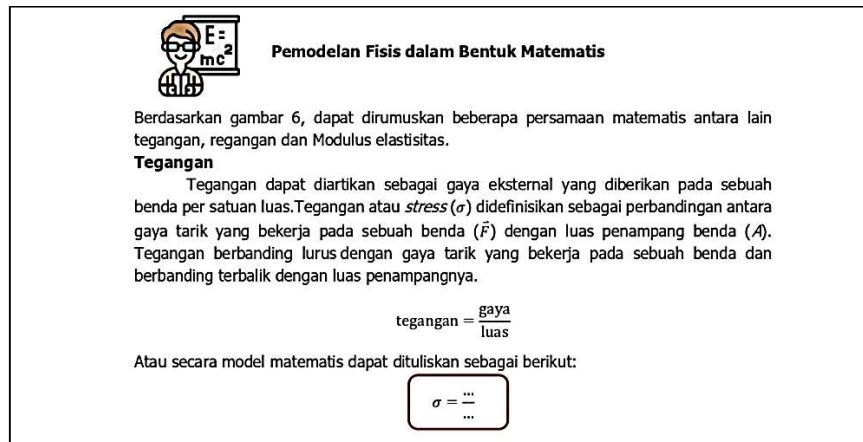 E =
mc²
Pemodelan Fisis dalam Bentuk Matematis
Berdasarkan gambar 6, dapat dirumuskan beberapa persamaan matematis antara lain
tegangan, regangan dan Modulus elastisitas.
Tegangan
Tegangan dapat diartikan sebagai gaya eksternal yang diberikan pada sebuah
benda per satuan luas.Tegangan atau stress (σ) didefinisikan sebagai perbandingan antara
gaya tarik yang bekerja pada sebuah benda (F⃗) dengan luas penampang benda (A).
Tegangan berbanding lurus dengan gaya tarik yang bekerja pada sebuah benda dan
berbanding terbalik dengan luas penampangnya.
tegangan = gaya/luas
Atau secara model matematis dapat dituliskan sebagai berikut:
σ = .../...